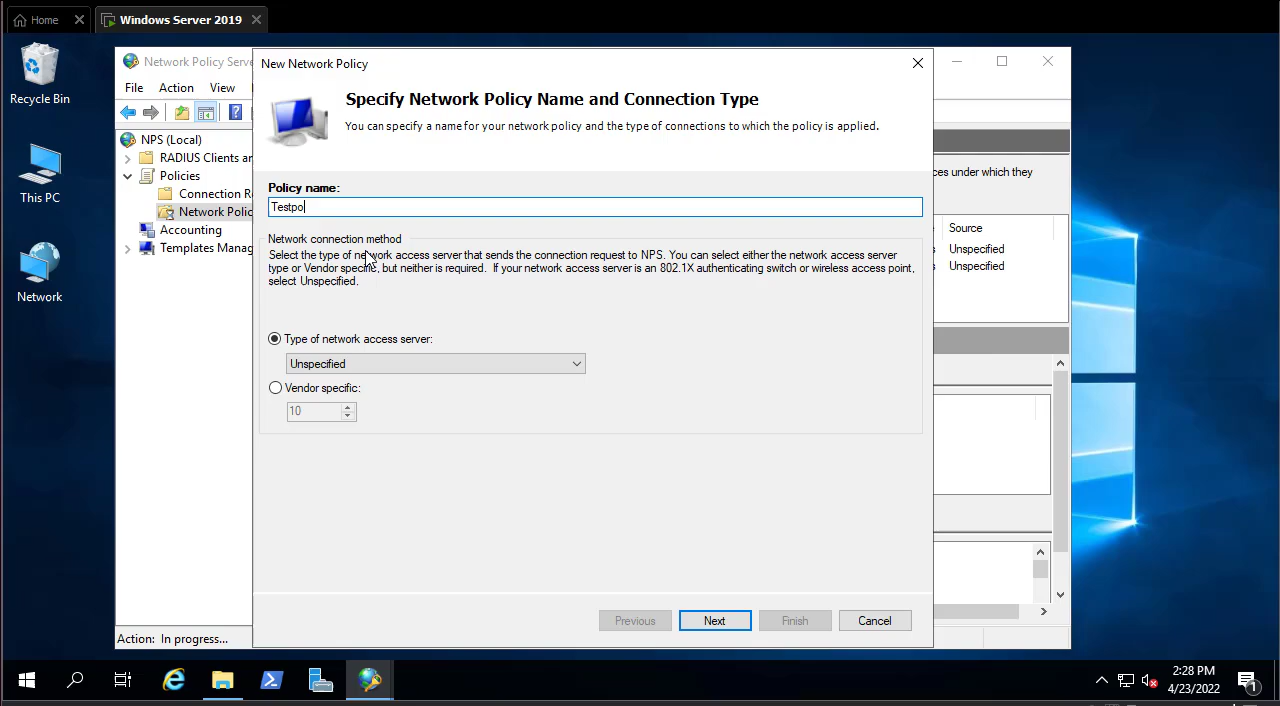 Home
Windows Server 2019
Recycle Bin
This PC
Network
Network Policy Serve
File Action View
NPS (Local)
RADIUS Clients an
Policies
Connection R
Network Polic
Accounting
Templates Manag
Action: In progress...
New Network Policy
Specify Network Policy Name and Connection Type
You can specify a name for your network policy and the type of connections to which the policy is applied.
Policy name:
Testpo
Network connection method
Select the type of network access server that sends the connection request to NPS. You can select either the network access server
type or Vendor specific, but neither is required. If your network access server is an 802.1X authenticating switch or wireless access point,
select Unspecified.
Type of network access server:
Unspecified
Vendor specific:
10
Previous Next Finish Cancel
ces under which they
Source
Unspecified
Unspecified
2:28 PM
4/23/2022
1